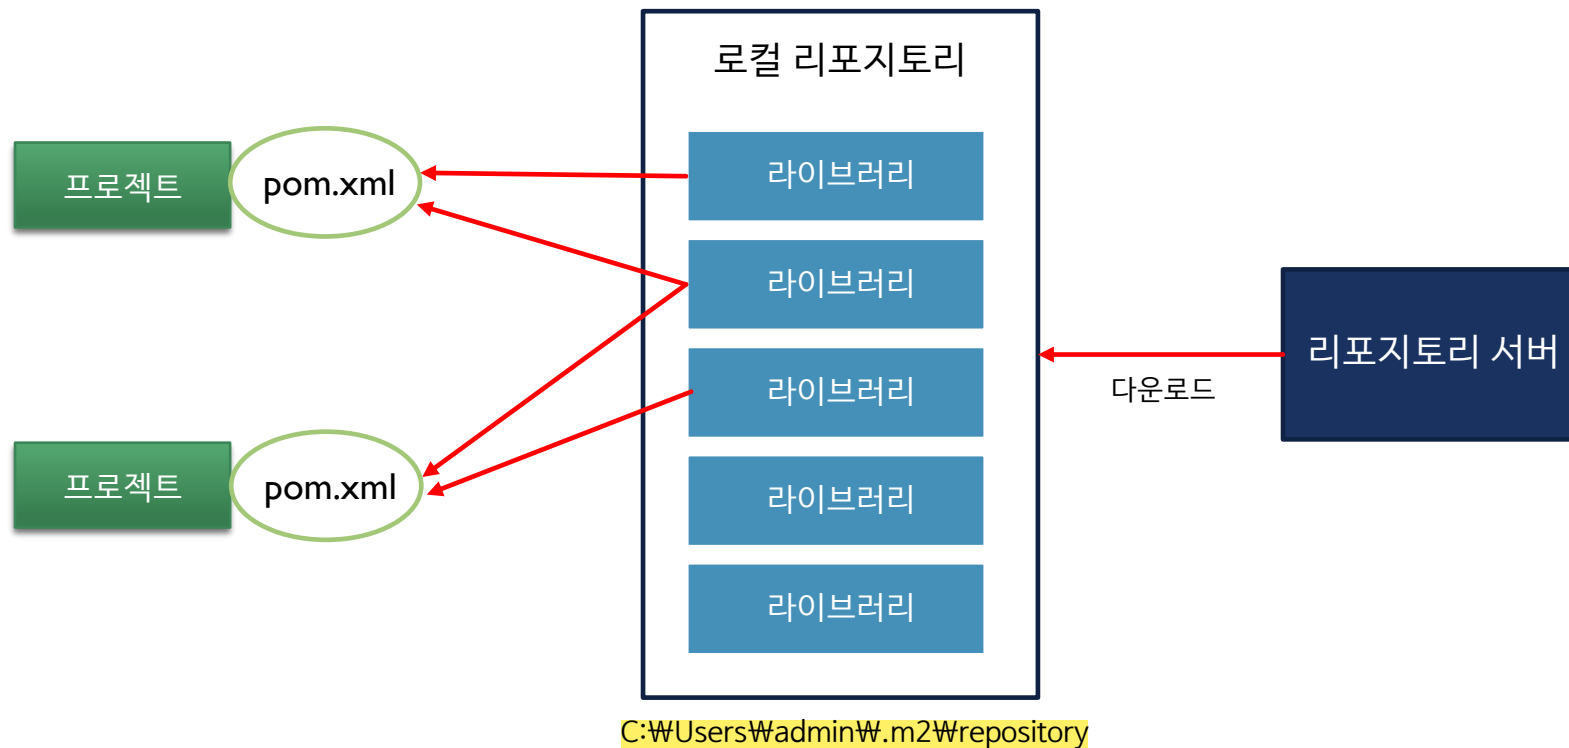 로컬 리포지토리
프로젝트
pom.xml
라이브러리
라이브러리
라이브러리
라이브러리
라이브러리
프로젝트
pom.xml
다운로드
리포지토리 서버
C:₩Users₩admin₩.m2₩repository